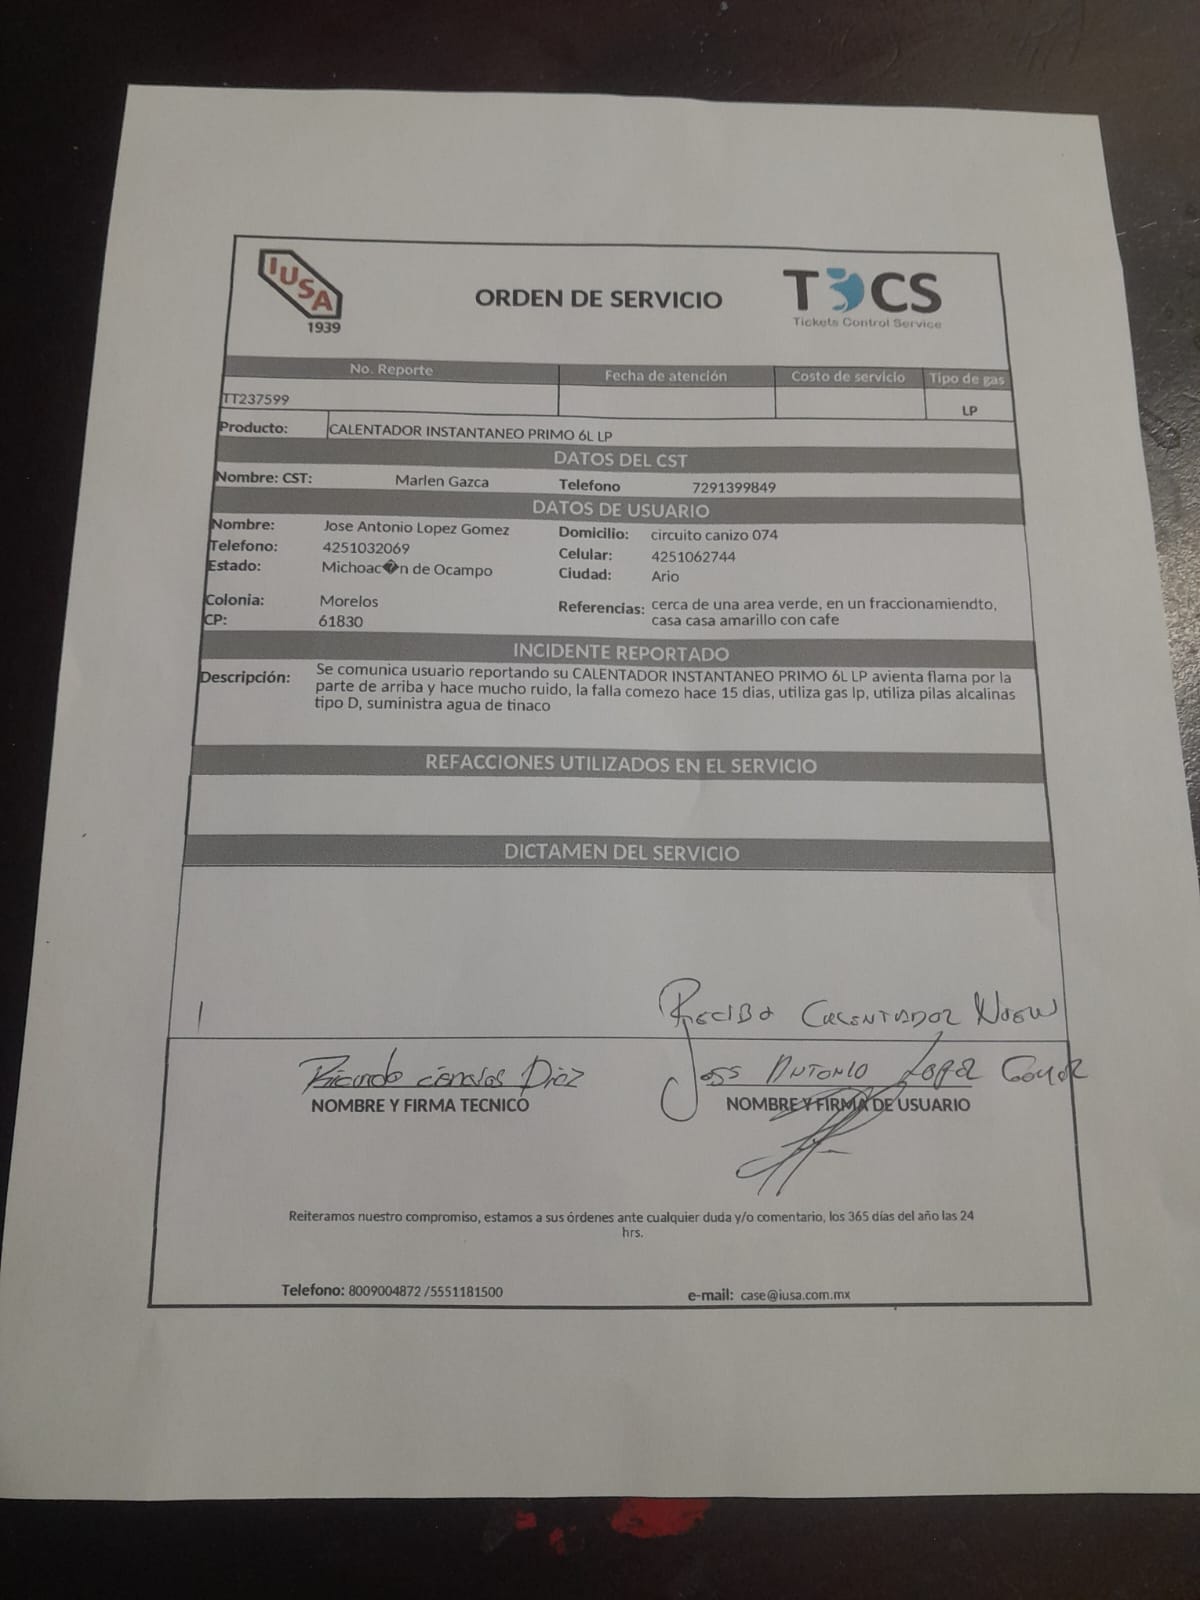 IUSA
1939
ORDEN DE SERVICIO
TCS
Tickets Control Service
No. Reporte Fecha de atención Costo de servicio Tipo de gas
TT237599 LP
Producto: CALENTADOR INSTANTANEO PRIMO 6L LP
DATOS DEL CST
Nombre: CST: Marlen Gazca Telefono 7291399849
DATOS DE USUARIO
Nombre: Jose Antonio Lopez Gomez Domicilio: circuito canizo 074
Telefono: 4251032069 Celular: 4251062744
Estado: Michoac�n de Ocampo Ciudad: Ario
Colonia: Morelos Referencias: cerca de una area verde, en un fraccionamiendto,
CP: 61830 casa casa amarillo con cafe
INCIDENTE REPORTADO
Descripción: Se comunica usuario reportando su CALENTADOR INSTANTANEO PRIMO 6L LP avienta flama por la
parte de arriba y hace mucho ruido, la falla comezo hace 15 dias, utiliza gas lp, utiliza pilas alcalinas
tipo D, suministra agua de tinaco
REFACCIONES UTILIZADOS EN EL SERVICIO
DICTAMEN DEL SERVICIO
RECIBO CALENTADOR NUEVO
Ricardo Diaz JOSE ANTONIO LOPEZ GOMEZ
NOMBRE Y FIRMA TECNICO NOMBRE Y FIRMA DE USUARIO
Reiteramos nuestro compromiso, estamos a sus órdenes ante cualquier duda y/o comentario, los 365 días del año las 24
hrs.
Telefono: 8009004872 /5551181500 e-mail: case@iusa.com.mx